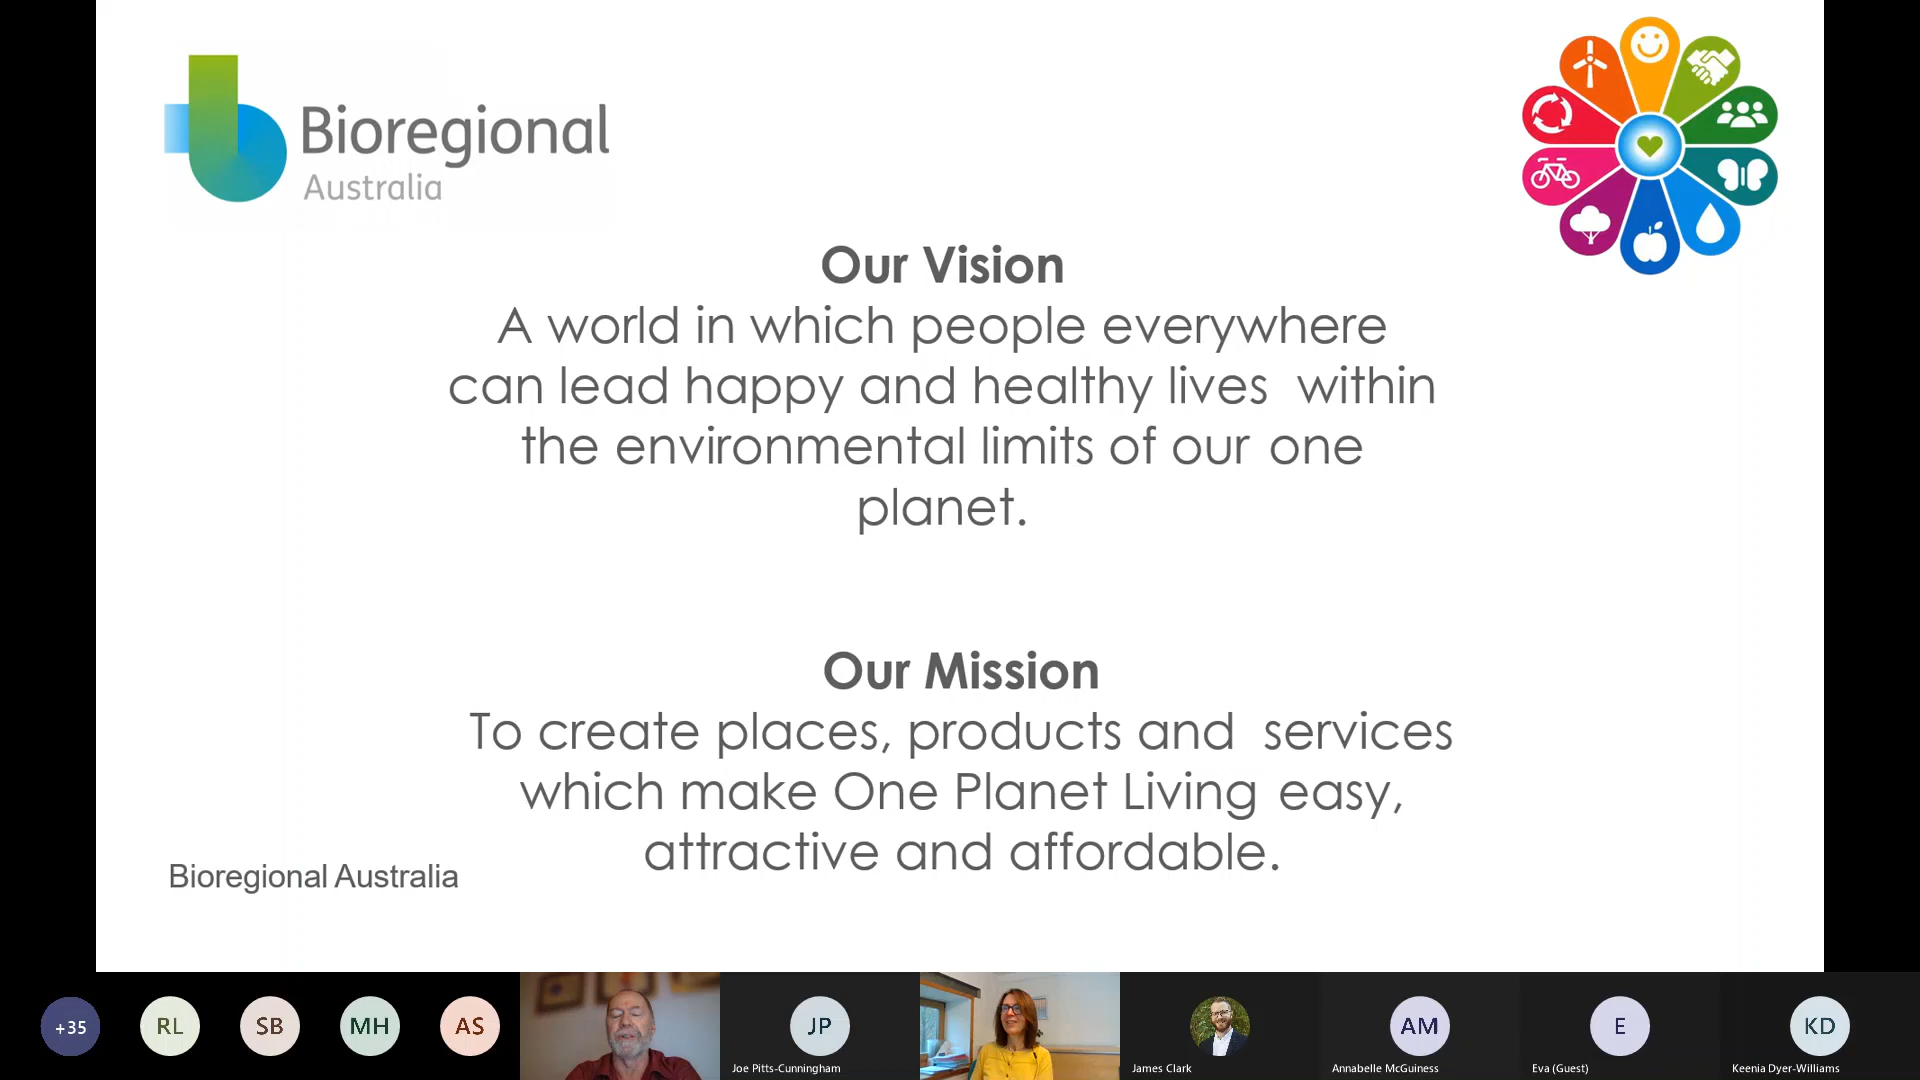 Bioregional
Australia
Our Vision
A world in which people everywhere
can lead happy and healthy lives within
the environmental limits of our one
planet.
Our Mission
To create places, products and services
which make One Planet Living easy,
attractive and affordable.
Bioregional Australia
+35
RL
SB
MH
AS
JP
Joe Pitts-Cunningham
James Clark
AM
Annabelle McGuiness
E
Eva (Guest)
KD
Keenia Dyer-Williams